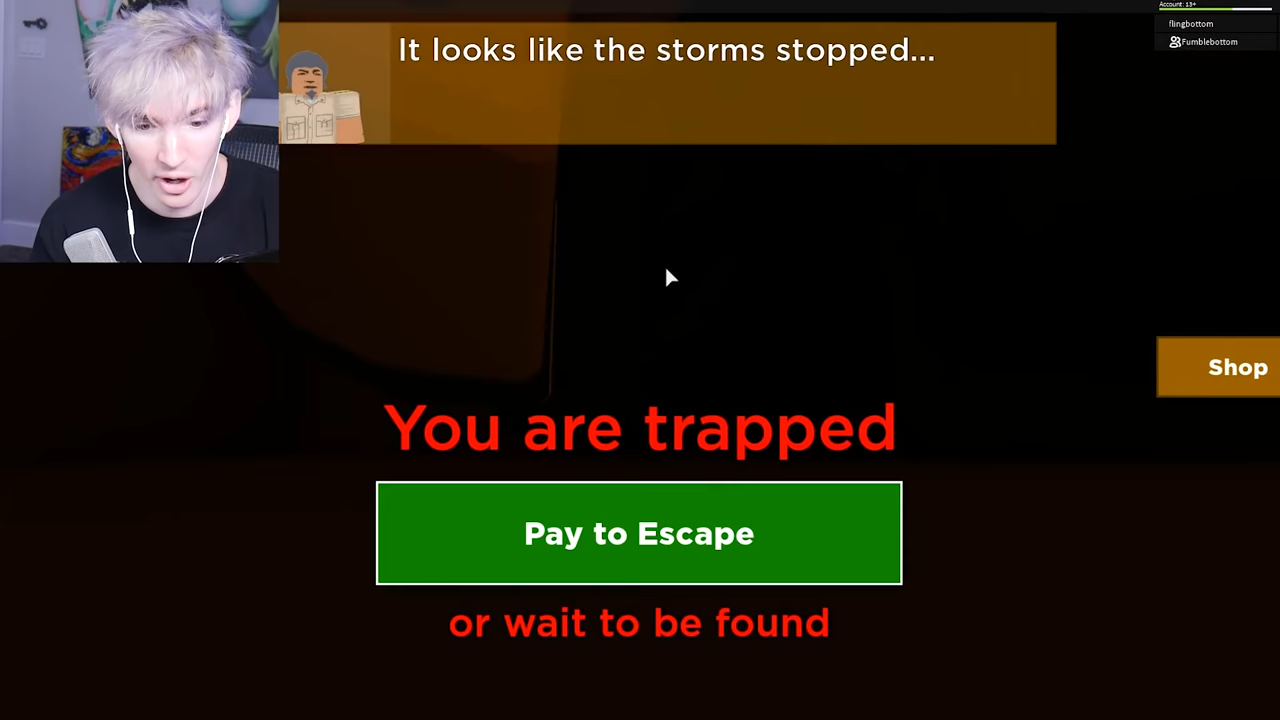 Account: 13+
flingbottom
Fumblebottom
It looks like the storms stopped...
Shop
You are trapped
Pay to Escape
or wait to be found